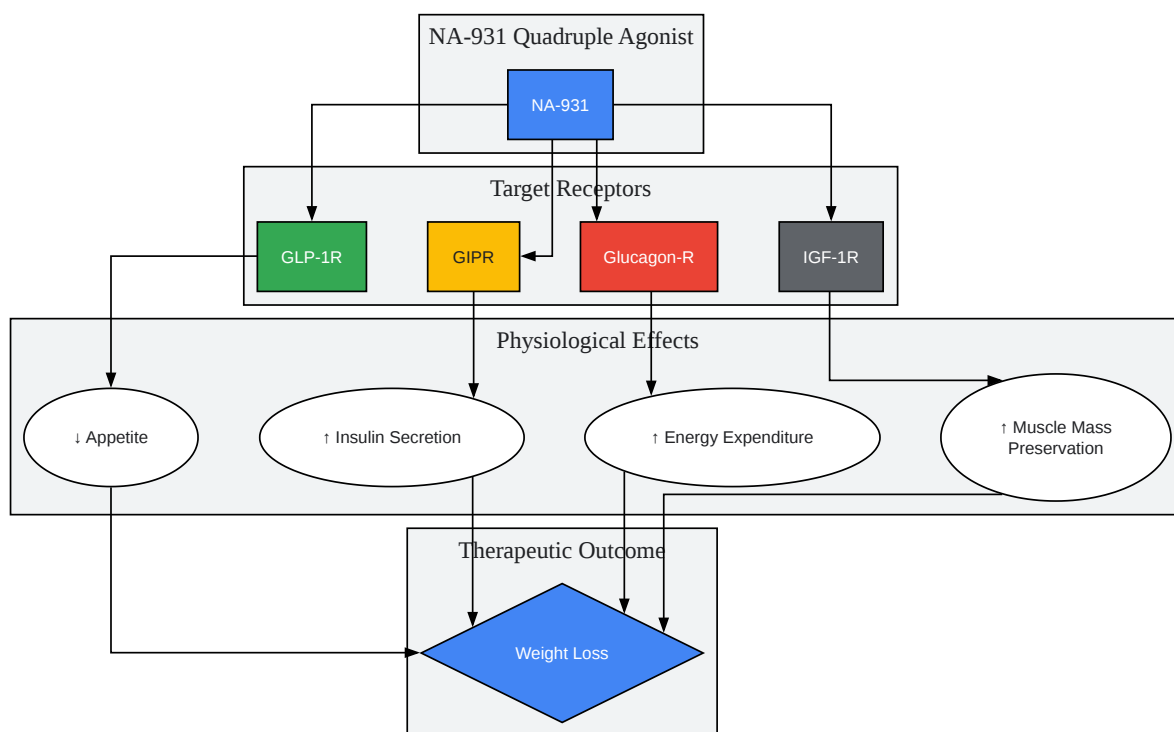 NA-931 Quadruple Agonist
NA-931
Target Receptors
GLP-1R
GIPR
Glucagon-R
IGF-1R
Physiological Effects
↓ Appetite
↑ Insulin Secretion
↑ Energy Expenditure
↑ Muscle Mass
Preservation
Therapeutic Outcome
Weight Loss